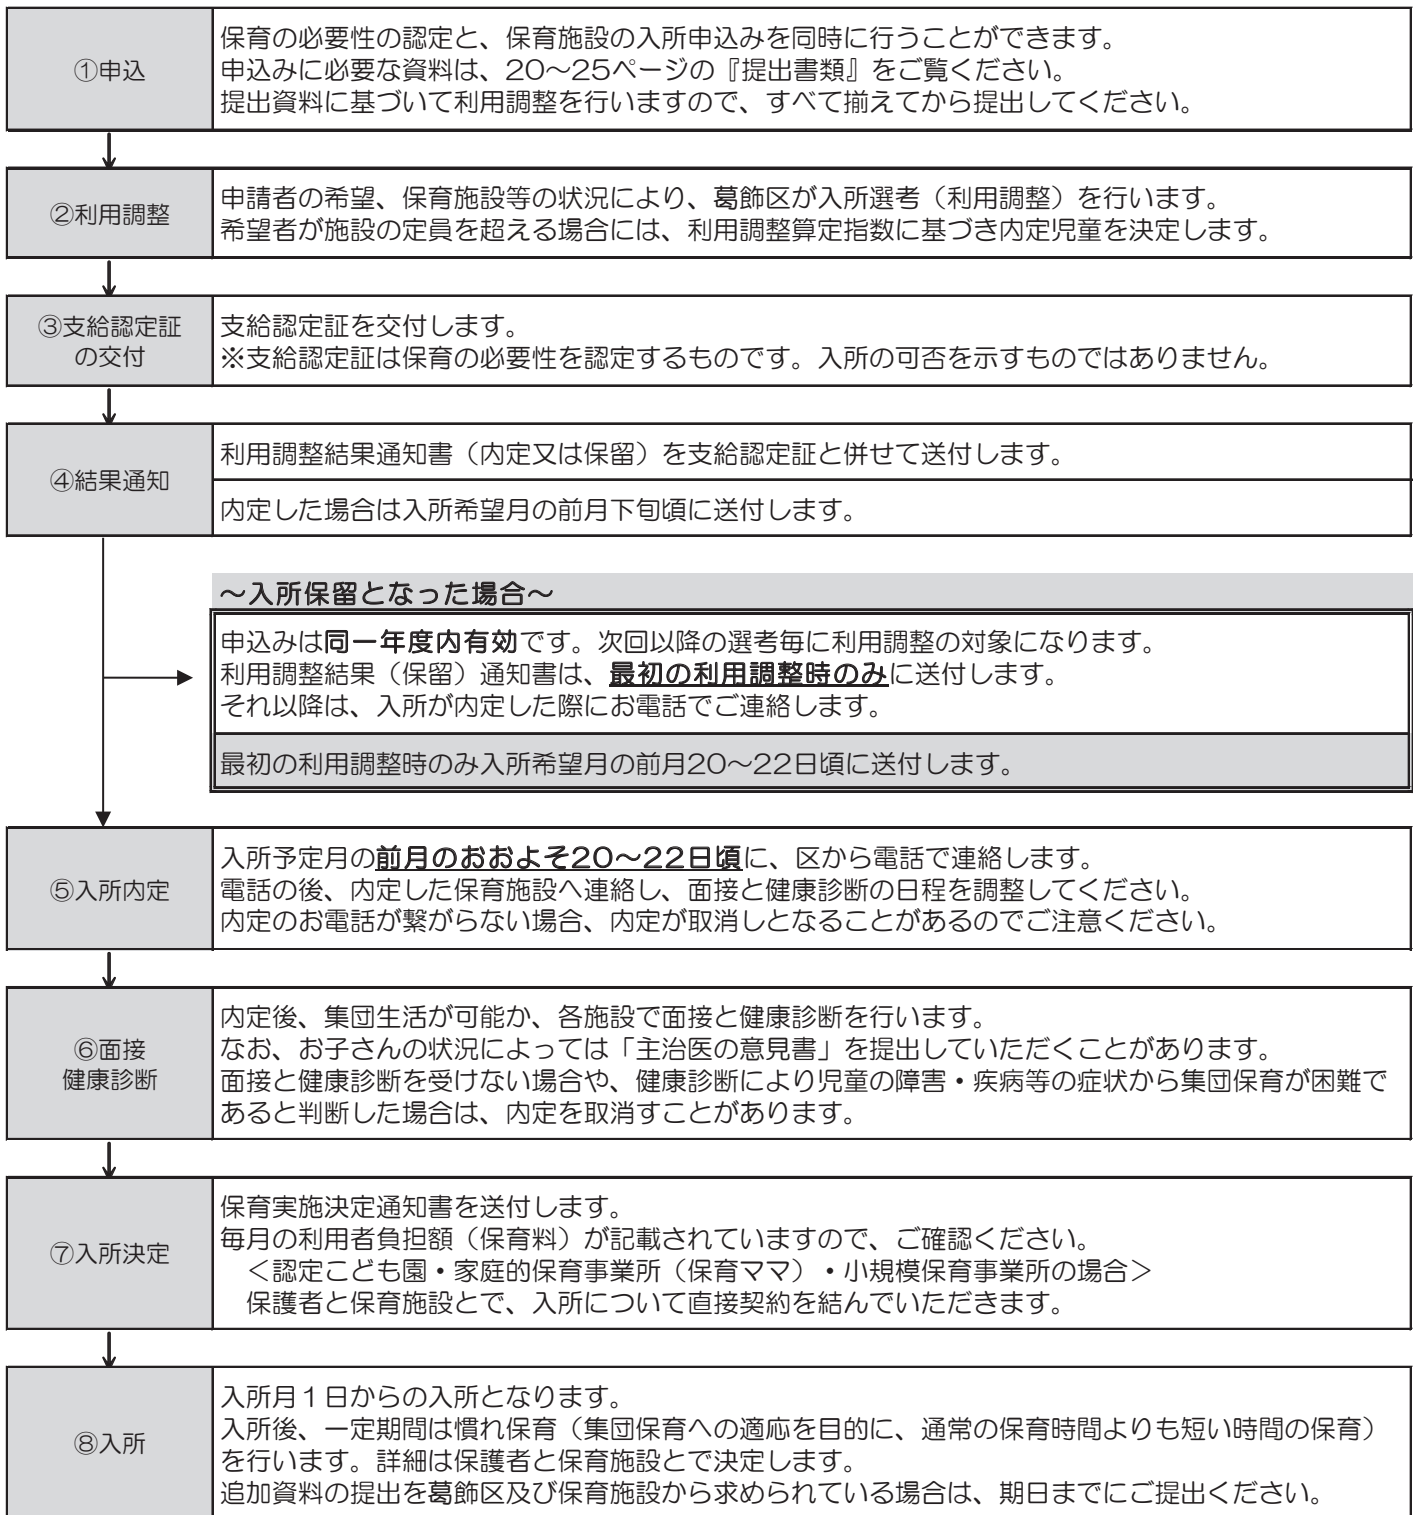 ①申込
保育の必要性の認定と、保育施設の入所申込みを同時に行うことができます。
申込みに必要な資料は、20～25ページの『提出書類』をご覧ください。
提出資料に基づいて利用調整を行いますので、すべて揃えてから提出してください。
②利用調整
申請者の希望、保育施設等の状況により、葛飾区が入所選考（利用調整）を行います。
希望者が施設の定員を超える場合には、利用調整算定指数に基づき内定児童を決定します。
③支給認定証
の交付
支給認定証を交付します。
※支給認定証は保育の必要性を認定するものです。入所の可否を示すものではありません。
④結果通知
利用調整結果通知書（内定又は保留）を支給認定証と併せて送付します。
内定した場合は入所希望月の前月下旬頃に送付します。
～入所保留となった場合～
申込みは同一年度内有効です。次回以降の選考毎に利用調整の対象になります。
利用調整結果（保留）通知書は、最初の利用調整時のみに送付します。
それ以降は、入所が内定した際にお電話でご連絡します。
最初の利用調整時のみ入所希望月の前月20～22日頃に送付します。
⑤入所内定
入所予定月の前月のおおよそ20～22日頃に、区から電話で連絡します。
電話の後、内定した保育施設へ連絡し、面接と健康診断の日程を調整してください。
内定のお電話が繋がらない場合、内定が取消しとなることがあるのでご注意ください。
⑥面接
健康診断
内定後、集団生活が可能か、各施設で面接と健康診断を行います。
なお、お子さんの状況によっては「主治医の意見書」を提出していただくことがあります。
面接と健康診断を受けない場合や、健康診断により児童の障害・疾病等の症状から集団保育が困難で
あると判断した場合は、内定を取消すことがあります。
⑦入所決定
保育実施決定通知書を送付します。
毎月の利用者負担額（保育料）が記載されていますので、ご確認ください。
＜認定こども園・家庭的保育事業所（保育ママ）・小規模保育事業所の場合＞
保護者と保育施設とで、入所について直接契約を結んでいただきます。
⑧入所
入所月１日からの入所となります。
入所後、一定期間は慣れ保育（集団保育への適応を目的に、通常の保育時間よりも短い時間の保育）
を行います。詳細は保護者と保育施設とで決定します。
追加資料の提出を葛飾区及び保育施設から求められている場合は、期日までにご提出ください。